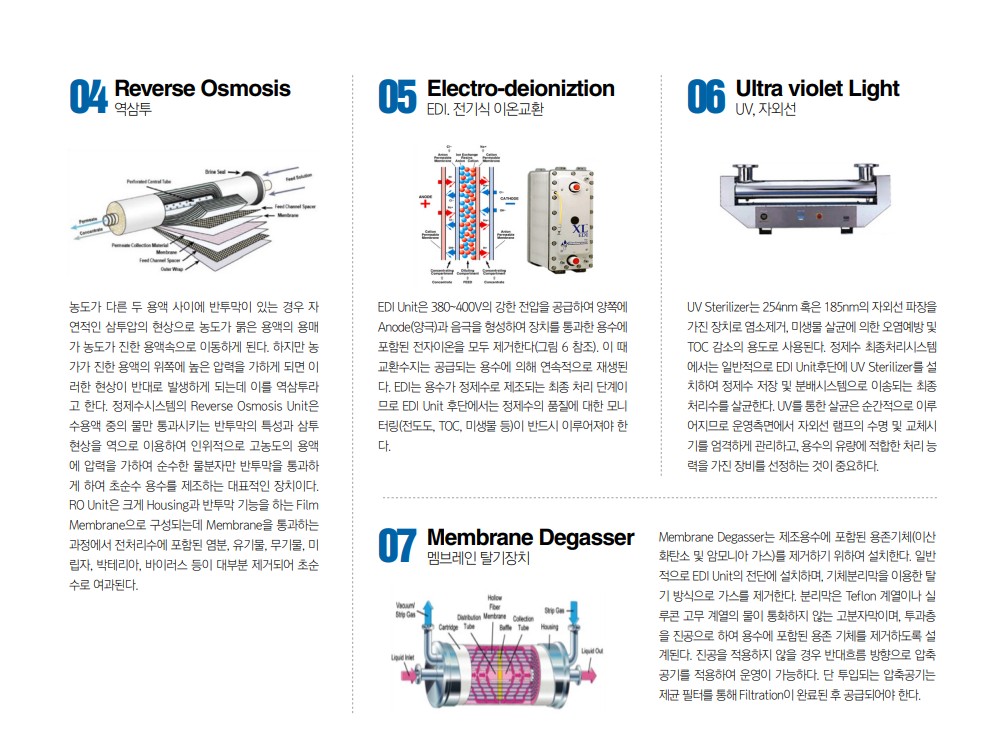 04 Reverse Osmosis
역삼투
Brine Seal
Perforated Central Tube
Feed Solution
Feed Channel Spacer
Membrane
Permeate
Concentrate
Permeate Collection Material
Membrane
Feed Channel Spacer
Outer Wrap
농도가 다른 두 용액 사이에 반투막이 있는 경우 자
연적인 삼투압의 현상으로 농도가 묽은 용액의 용매
가 농도가 진한 용액속으로 이동하게 된다. 하지만 농
가가 진한 용액의 위쪽에 높은 압력을 가하게 되면 이
러한 현상이 반대로 발생하게 되는데 이를 역삼투라
고 한다. 정제수시스템의 Reverse Osmosis Unit은
수용액 중의 물만 통과시키는 반투막의 특성과 삼투
현상을 역으로 이용하여 인위적으로 고농도의 용액
에 압력을 가하여 순수한 물분자만 반투막을 통과하
게 하여 초순수 용수를 제조하는 대표적인 장치이다.
RO Unit은 크게 Housing과 반투막 기능을 하는 Film
Membrane으로 구성되는데 Membrane을 통과하는
과정에서 전처리수에 포함된 염분, 유기물, 무기물, 미
립자, 박테리아, 바이러스 등이 대부분 제거되어 초순
수로 여과된다.
05 Electro-deioniztion
EDI. 전기식 이온교환
Anion Permeable Membrane
Ion Exchange Resins
Anion Cation
Cation Permeable Membrane
ANODE
+
CATHODE
−
Cation Permeable Membrane
Anion Permeable Membrane
Concentrating Compartment
Diluting Compartment
Concentrating Compartment
Concentrate
FEED
Concentrate
XL
EDI
EDI Unit은 380~400V의 강한 전압을 공급하여 양쪽에
Anode(양극)과 음극을 형성하여 장치를 통과한 용수에
포함된 전자이온을 모두 제거한다(그림 6 참조). 이 때
교환수지는 공급되는 용수에 의해 연속적으로 재생된
다. EDI는 용수가 정제수로 제조되는 최종 처리 단계이
므로 EDI Unit 후단에서는 정제수의 품질에 대한 모니
터링(전도도, TOC, 미생물 등)이 반드시 이루어져야 한
다.
06 Ultra violet Light
UV, 자외선
UV Sterilizer는 254nm 혹은 185nm의 자외선 파장을
가진 장치로 염소제거, 미생물 살균에 의한 오염예방 및
TOC 감소의 용도로 사용된다. 정제수 최종처리시스템
에서는 일반적으로 EDI Unit후단에 UV Sterilizer를 설
치하여 정제수 저장 및 분배시스템으로 이송되는 최종
처리수를 살균한다. UV를 통한 살균은 순간적으로 이루
어지므로 운영측면에서 자외선 램프의 수명 및 교체시
기를 엄격하게 관리하고, 용수의 유량에 적합한 처리 능
력을 가진 장비를 선정하는 것이 중요하다.
07 Membrane Degasser
멤브레인 탈기장치
Vacuum/
Strip Gas
Hollow
Fiber
Membrane
Distribution
Tube
Cartridge
Baffle
Collection
Tube
Housing
Strip Gas
Liquid Inlet
Liquid Out
Membrane Degasser는 제조용수에 포함된 용존기체(이산
화탄소 및 암모니아 가스)를 제거하기 위하여 설치한다. 일반
적으로 EDI Unit의 전단에 설치하며, 기체분리막을 이용한 탈
기 방식으로 가스를 제거한다. 분리막은 Teflon 계열이나 실
루콘 고무 계열의 물이 통화하지 않는 고분자막이며, 투과층
을 진공으로 하여 용수에 포함된 용존 기체를 제거하도록 설
계된다. 진공을 적용하지 않을 경우 반대흐름 방향으로 압축
공기를 적용하여 운영이 가능하다. 단 투입되는 압축공기는
제균 필터를 통해 Filtration이 완료된 후 공급되어야 한다.